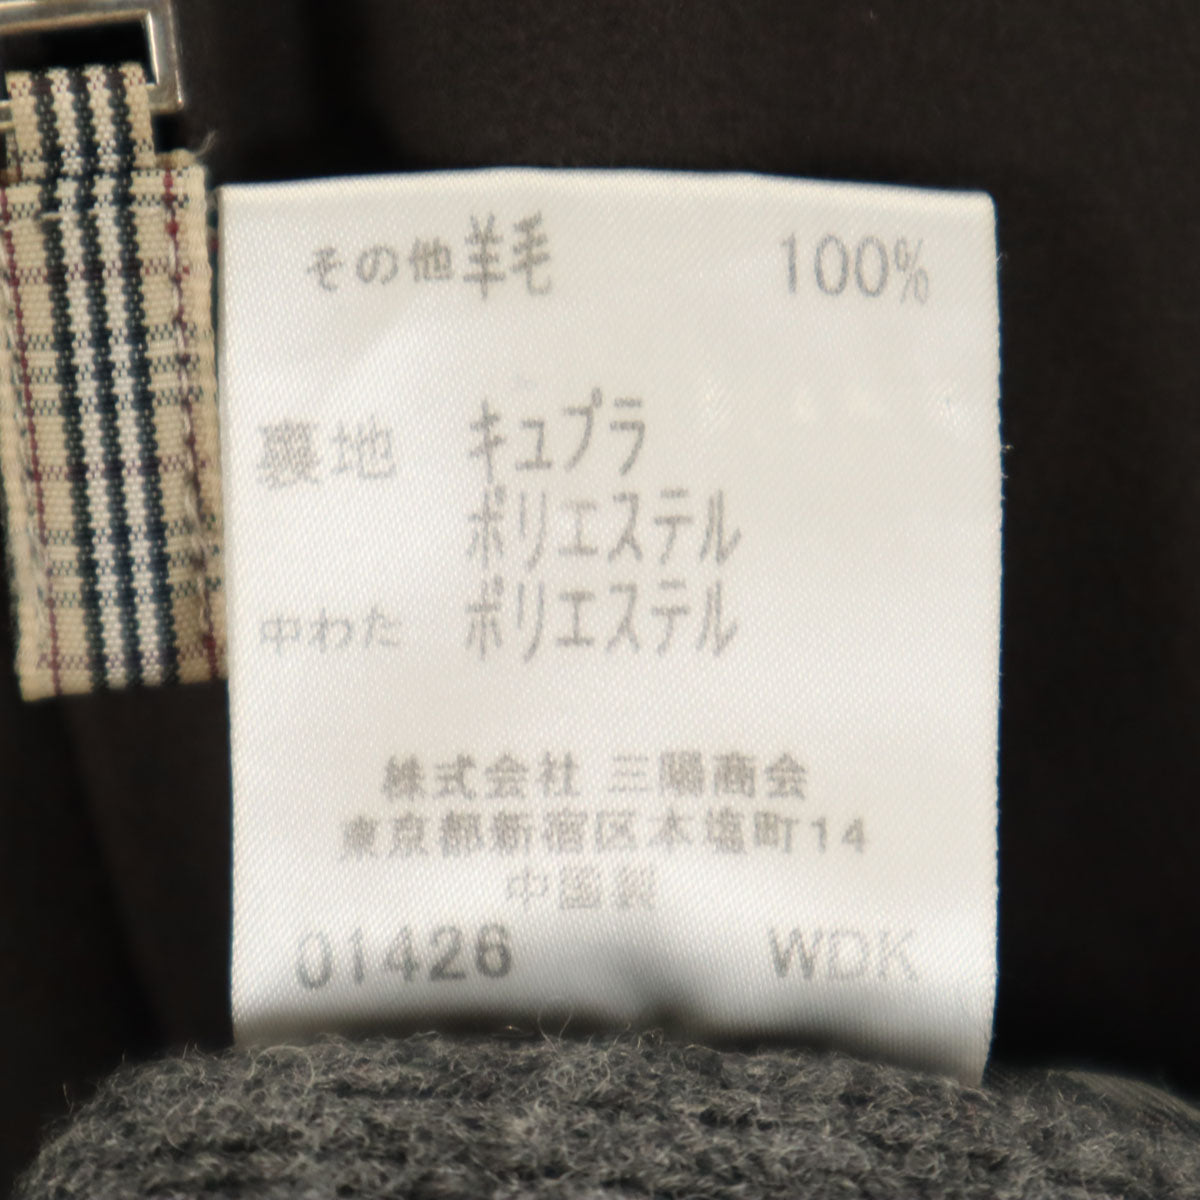 その他 羊毛 100%
裏地 キュプラ
ポリエステル
中わた ポリエステル
株式会社 三陽商会
東京都新宿区本塩町14
中国製
01426 WDK